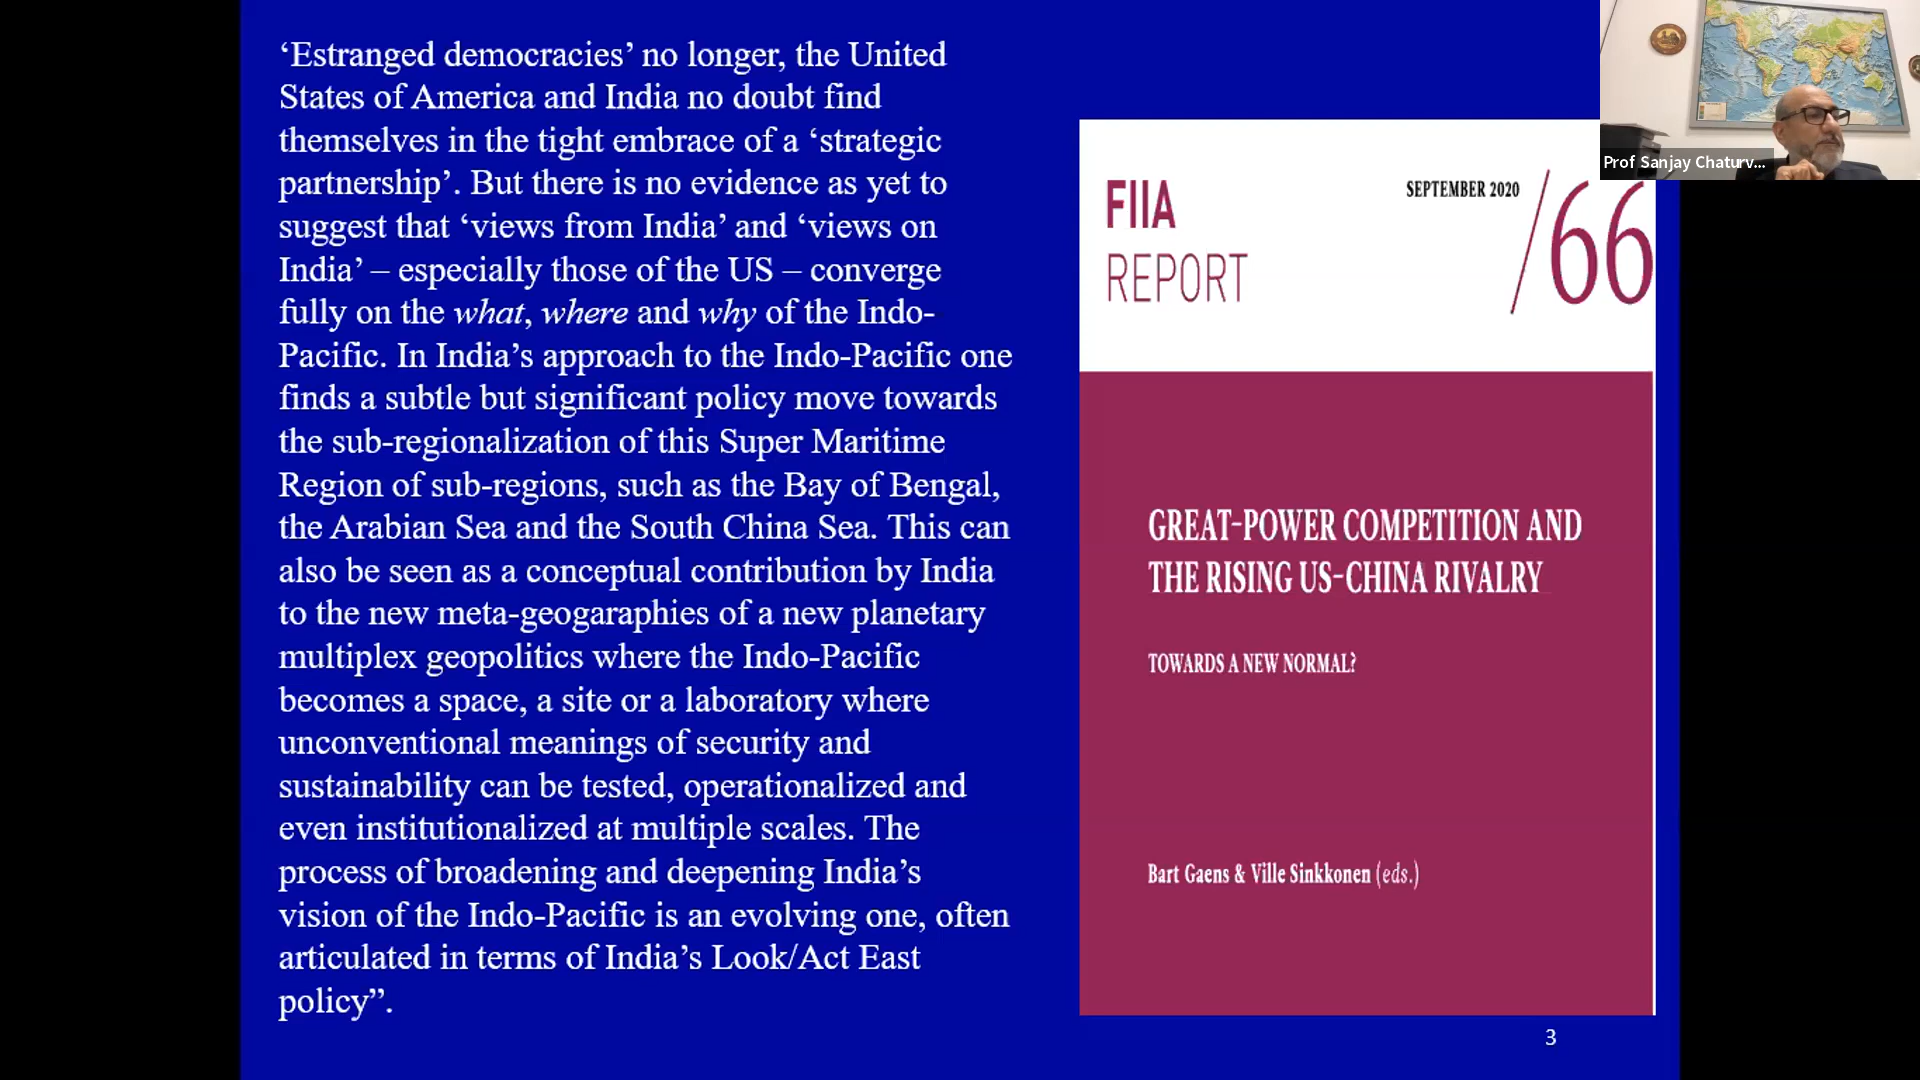 ‘Estranged democracies’ no longer, the United
States of America and India no doubt find
themselves in the tight embrace of a ‘strategic
partnership’. But there is no evidence as yet to
suggest that ‘views from India’ and ‘views on
India’ – especially those of the US – converge
fully on the what, where and why of the Indo-
Pacific. In India’s approach to the Indo-Pacific one
finds a subtle but significant policy move towards
the sub-regionalization of this Super Maritime
Region of sub-regions, such as the Bay of Bengal,
the Arabian Sea and the South China Sea. This can
also be seen as a conceptual contribution by India
to the new meta-geogaraphies of a new planetary
multiplex geopolitics where the Indo-Pacific
becomes a space, a site or a laboratory where
unconventional meanings of security and
sustainability can be tested, operationalized and
even institutionalized at multiple scales. The
process of broadening and deepening India’s
vision of the Indo-Pacific is an evolving one, often
articulated in terms of India’s Look/Act East
policy”.
FIIA
REPORT
SEPTEMBER 2020
/66
GREAT-POWER COMPETITION AND
THE RISING US-CHINA RIVALRY
TOWARDS A NEW NORMAL?
Bart Gaens & Ville Sinkkonen (eds.)
3
Prof Sanjay Chaturv...